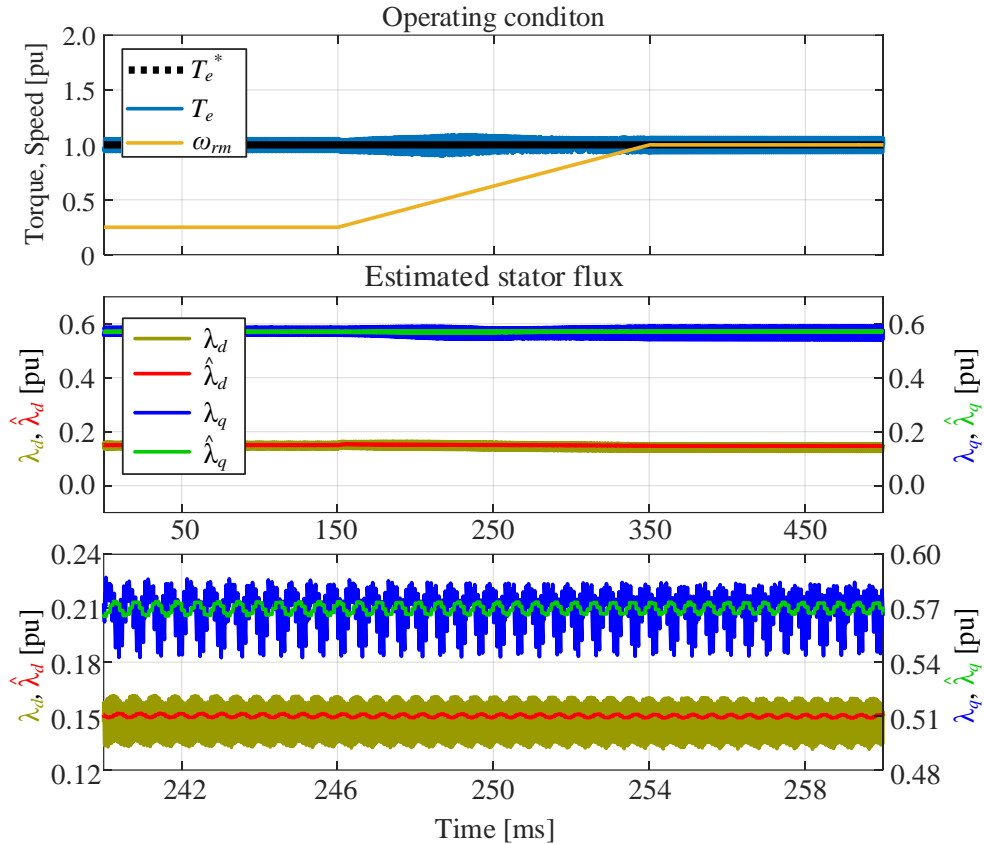 Operating conditon
Torque, Speed [pu]
2.0
1.5
1.0
0.5
0
T_e^*
T_e
ω_rm
Estimated stator flux
λ_d, λ̂_d [pu]
0.6
0.4
0.2
0.0
λ_d
λ̂_d
λ_q
λ̂_q
0.6
0.4
0.2
0.0
λ_q, λ̂_q [pu]
50 150 250 350 450
λ_d, λ̂_d [pu]
0.24
0.21
0.18
0.15
0.12
0.60
0.57
0.54
0.51
0.48
λ_q, λ̂_q [pu]
242 246 250 254 258
Time [ms]